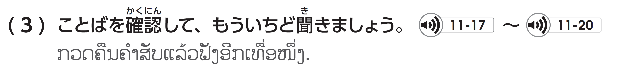 (3) ことばを確認して、もういちど聞きましょう。 11-17 ～ 11-20
ກວດຄືນຄຳສັບແລ້ວຟັງອີກເທື່ອໜຶ່ງ.